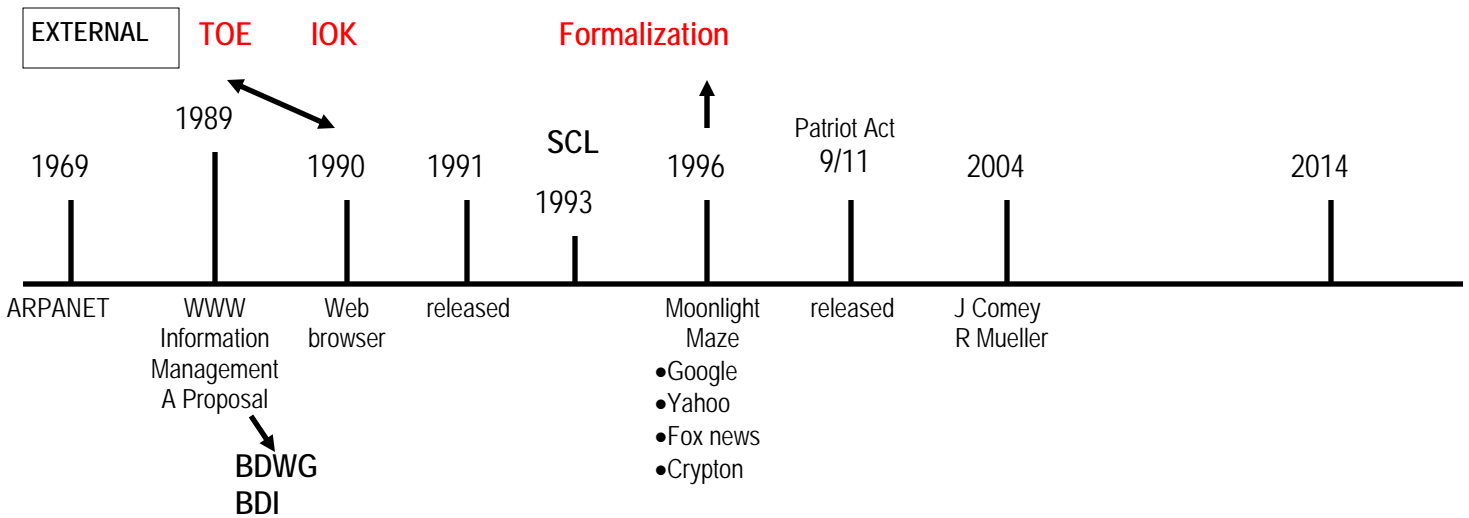 EXTERNAL
TOE
IOK
Formalization
1989
SCL
Patriot Act
9/11
1969
1990
1991
1993
1996
2004
2014
ARPANET
WWW
Information
Management
A Proposal
Web
browser
released
Moonlight
Maze
•Google
•Yahoo
•Fox news
•Crypton
released
J Comey
R Mueller
BDWG
BDI